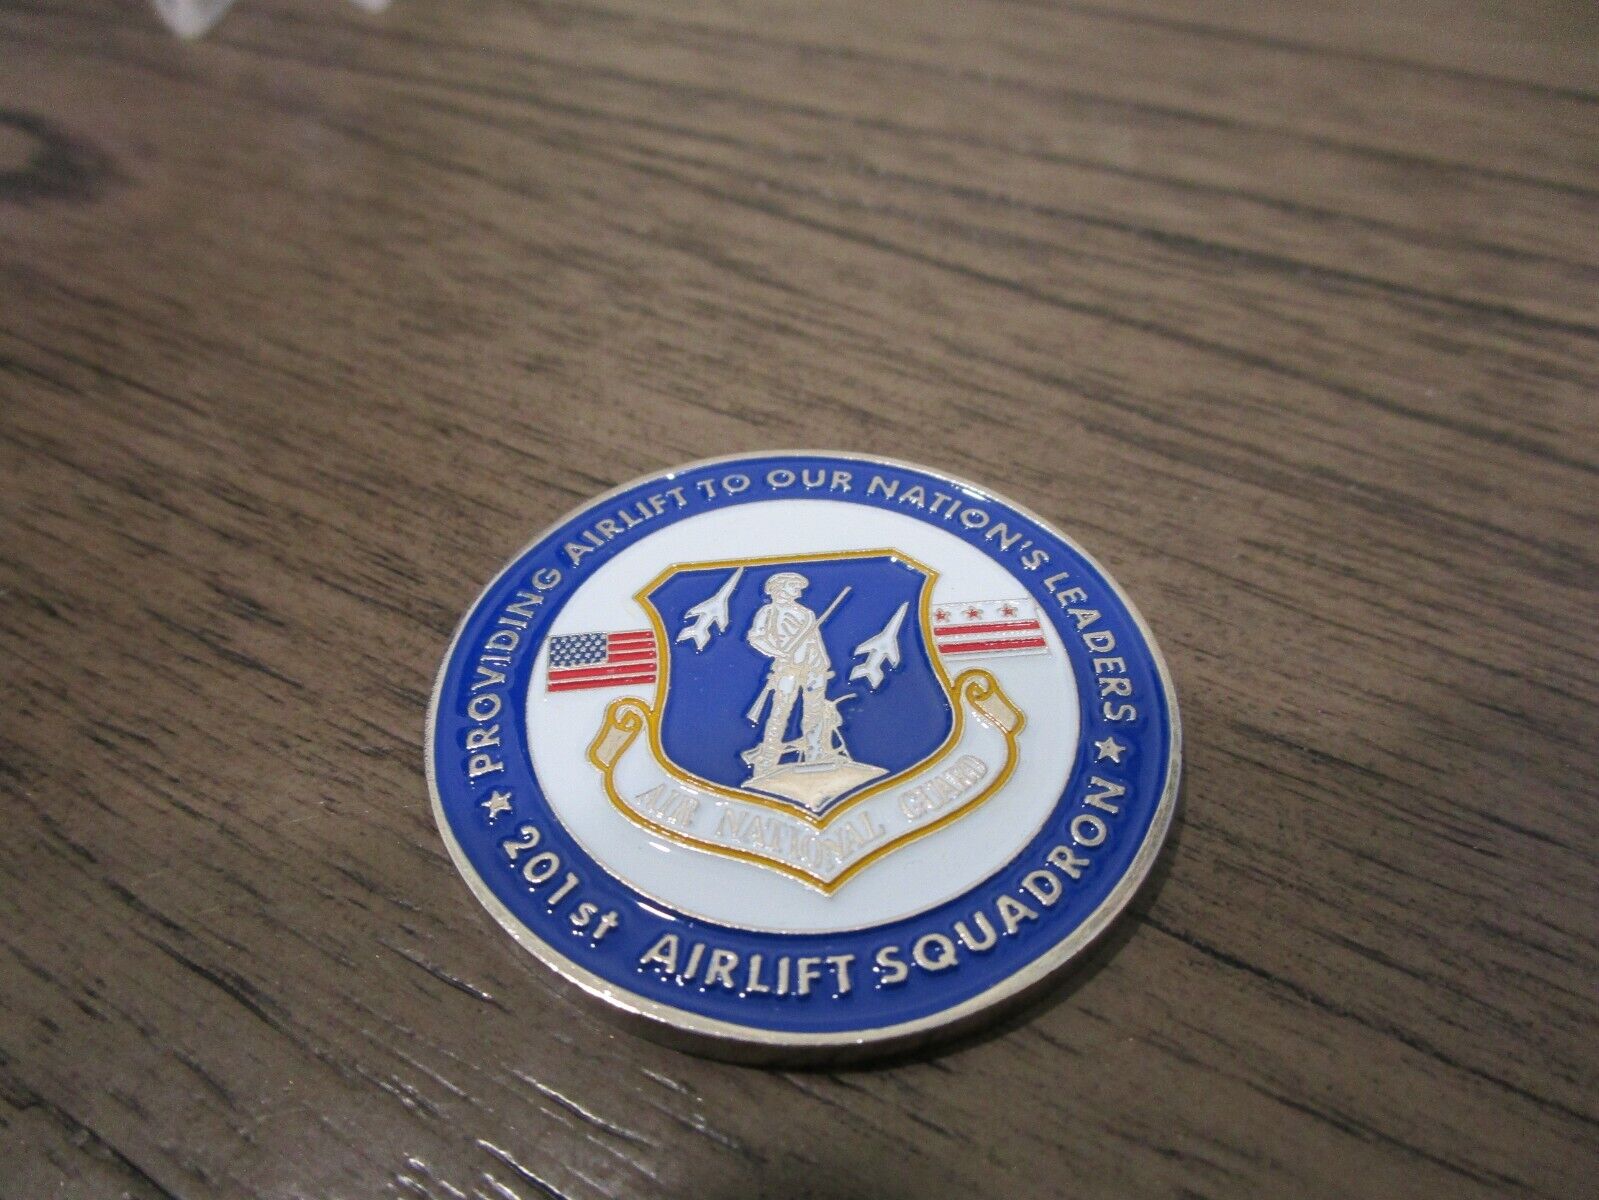 PROVIDING AIRLIFT TO OUR NATION'S LEADERS
AIR NATIONAL GUARD
201st AIRLIFT SQUADRON